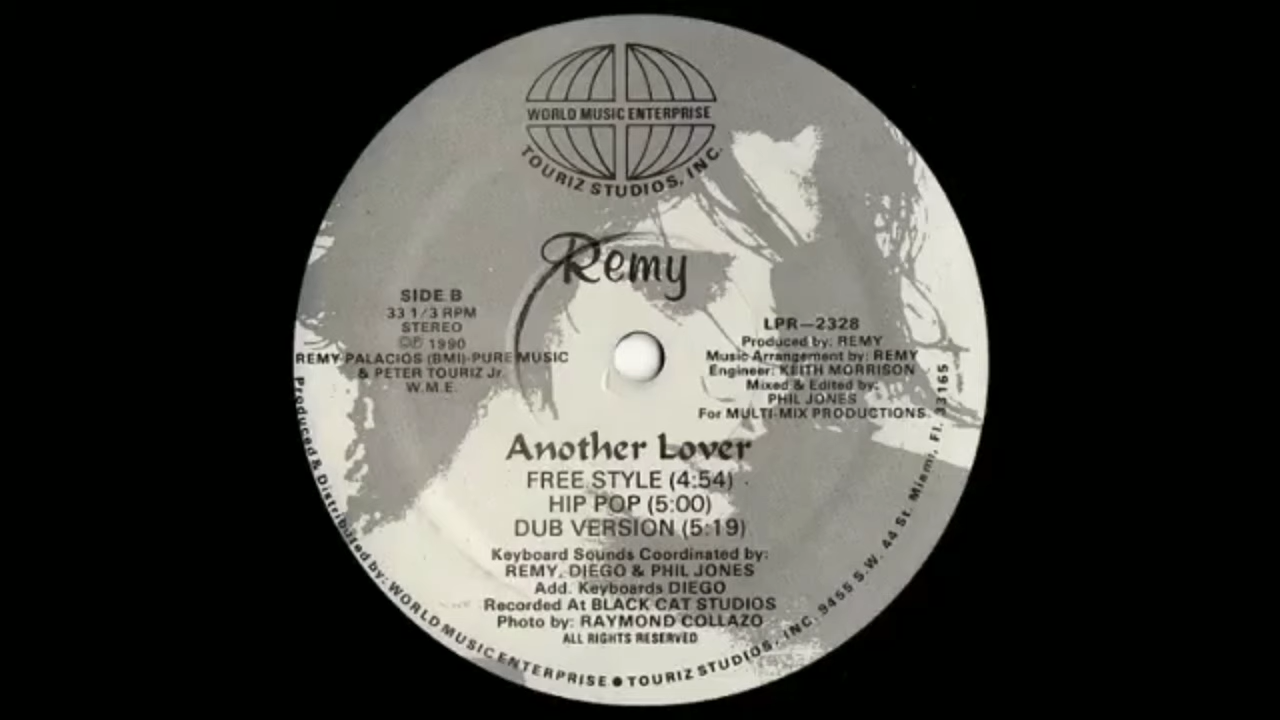 WORLD MUSIC ENTERPRISE
TOURIZ STUDIOS, INC.
Remy
SIDE B
33 1/3 RPM
STEREO
©℗ 1990
REMY PALACIOS (BMI)-PURE MUSIC
& PETER TOURIZ Jr.
W.M.E.
LPR—2328
Produced by: REMY
Music Arrangement by: REMY
Engineer: KEITH MORRISON
Mixed & Edited by:
PHIL JONES
For MULTI-MIX PRODUCTIONS
Another Lover
FREE STYLE (4:54)
HIP POP (5:00)
DUB VERSION (5:19)
Keyboard Sounds Coordinated by:
REMY, DIEGO & PHIL JONES
Add. Keyboards DIEGO
Recorded At BLACK CAT STUDIOS
Photo by: RAYMOND COLLAZO
ALL RIGHTS RESERVED
Produced & Distributed by: WORLD MUSIC ENTERPRISE ● TOURIZ STUDIOS, INC. 9455 S.W. 44 St. Miami, Fl. 33165